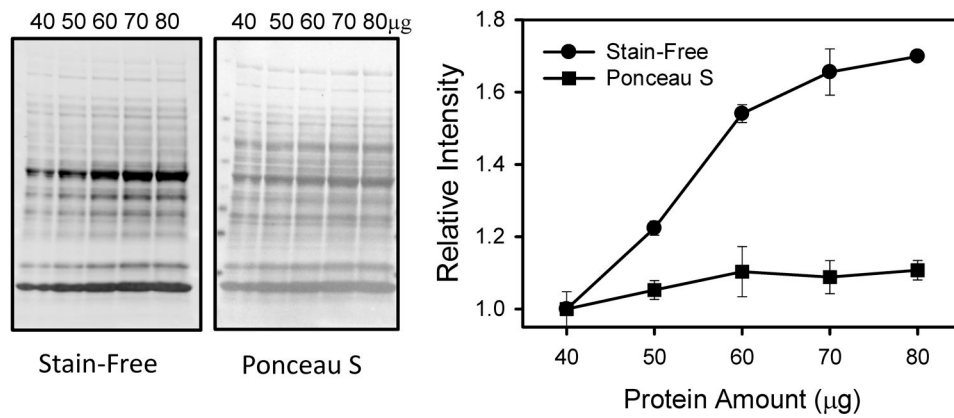 40 50 60 70 80 40 50 60 70 80μg
Stain-Free Ponceau S
1.8
1.6
1.4
1.2
1.0
Relative Intensity
Stain-Free
Ponceau S
40 50 60 70 80
Protein Amount (μg)